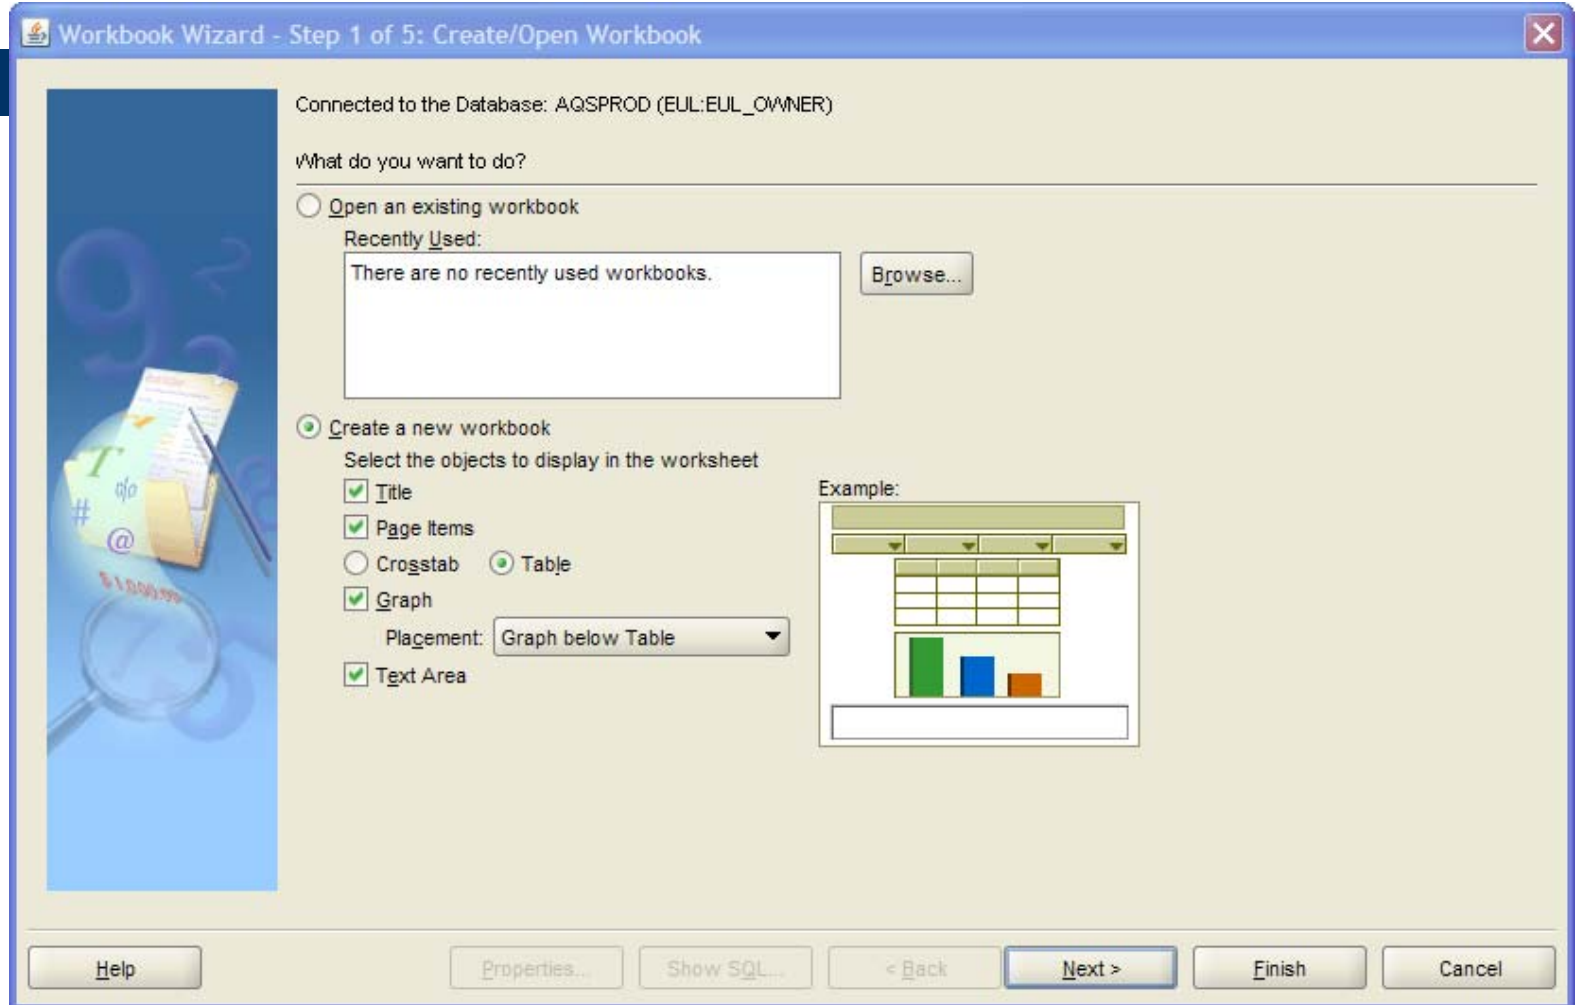 Workbook Wizard - Step 1 of 5: Create/Open Workbook
Connected to the Database: AQSPROD (EUL:EUL_OWNER)
What do you want to do?
Open an existing workbook
Recently Used:
There are no recently used workbooks.
Browse...
Create a new workbook
Select the objects to display in the worksheet
Title
Example:
Page Items
Crosstab Table
Graph
Placement: Graph below Table
Text Area
Help Properties... Show SQL... < Back Next > Finish Cancel